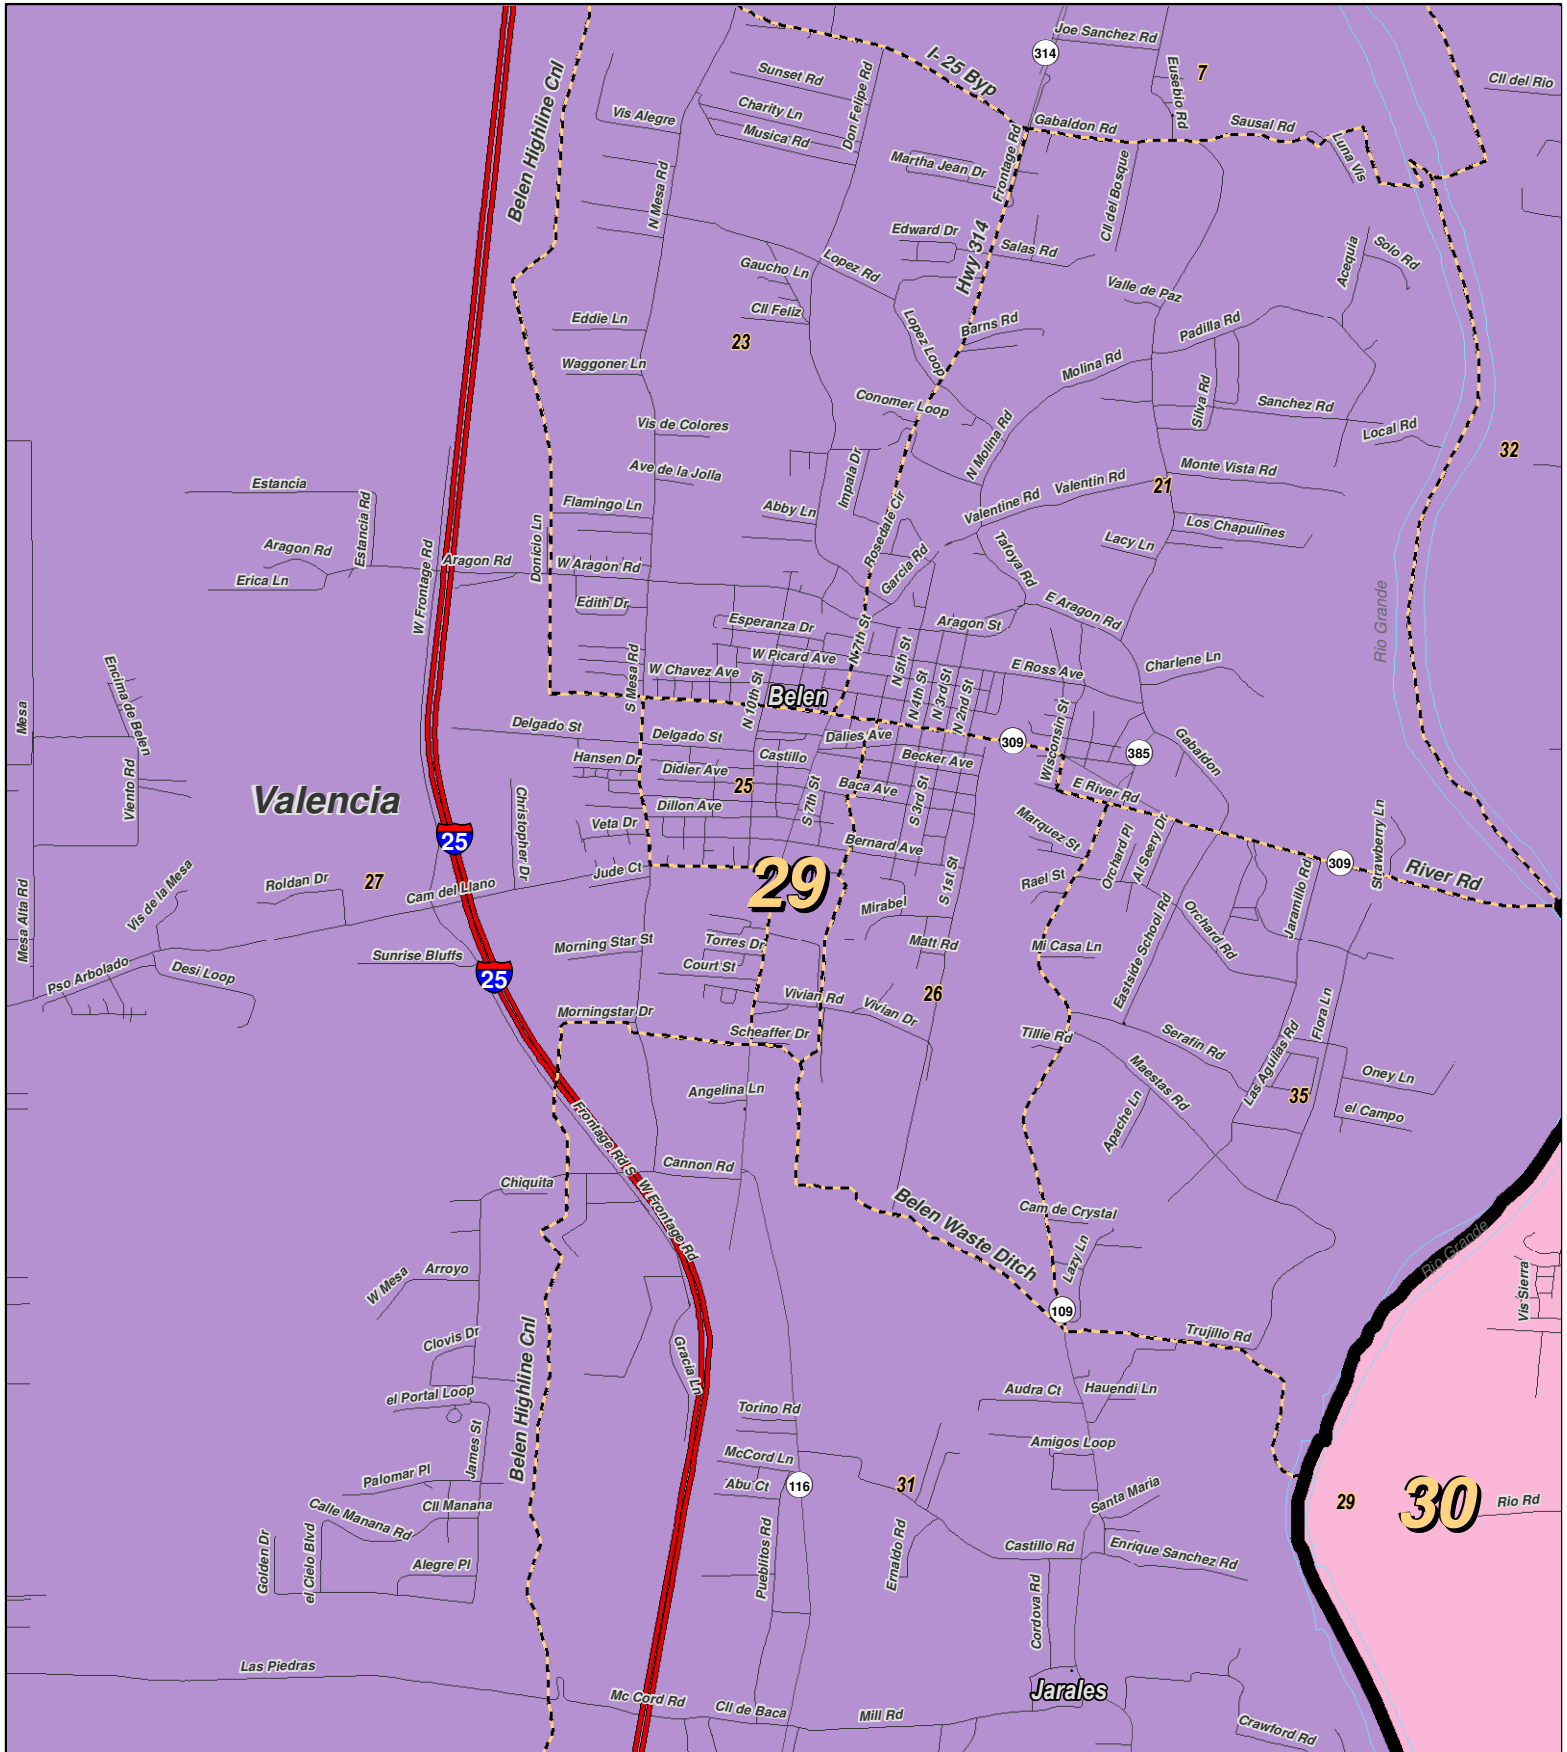 Joe Sanchez Rd
314
I- 25 Byp
7
Sunset Rd
Don Felipe Rd
Eusebio Rd
Cll del Rio
Belen Highline Cnl
Vis Alegre
Charity Ln
Musica Rd
Gabaldon Rd
Sausal Rd
Luna Vis
Frontage Rd
Martha Jean Dr
N Mesa Rd
Cll del Bosque
Edward Dr
Salas Rd
Hwy 314
Acequia
Solo Rd
Gaucho Ln
Lopez Rd
Valle de Paz
Cll Feliz
Eddie Ln
23
Lopez Loop
Barns Rd
Padilla Rd
Waggoner Ln
Molina Rd
Silva Rd
Conomer Loop
Sanchez Rd
Vis de Colores
N Molina Rd
Local Rd
32
Ave de la Jolla
Impala Dr
Monte Vista Rd
Estancia
Valentin Rd
21
Flamingo Ln
Abby Ln
Valentine Rd
Los Chapulines
Estancia Rd
Rosedale Cir
Aragon Rd
W Frontage Rd
Aragon Rd
Donicio Ln
W Aragon Rd
Garcia Rd
Tafoya Rd
Lacy Ln
Erica Ln
Edith Dr
E Aragon Rd
Rio Grande
Esperanza Dr
Aragon St
N 7th St
N 5th St
W Picard Ave
Encima de Belen
S Mesa Rd
W Chavez Ave
E Ross Ave
Charlene Ln
Belen
N 10th St
N 4th St
N 3rd St
N 2nd St
Mesa
Delgado St
Delgado St
Dalies Ave
309
Wisconsin St
385
Gabaldon
Hansen Dr
Didier Ave
Castillo
Becker Ave
Viento Rd
Valencia
25
Baca Ave
E River Rd
Christopher Dr
Dillon Ave
S 7th St
S 3rd St
Veta Dr
Marquez St
Orchard Pl
Al Seery Dr
Strawberry Ln
25
Bernard Ave
309
River Rd
Mesa Alta Rd
Vis de la Mesa
Roldan Dr
27
Cam del Llano
Jude Ct
29
S 1st St
Rael St
Jaramillo Rd
Mirabel
Eastside School Rd
Orchard Rd
Sunrise Bluffs
Morning Star St
Torres Dr
Matt Rd
Mi Casa Ln
Pso Arbolado
Desi Loop
25
Court St
26
Vivian Rd
Vivian Dr
Flora Ln
Morningstar Dr
Scheaffer Dr
Tillie Rd
Serafin Rd
Las Aguilas Rd
Maestas Rd
Oney Ln
Angelina Ln
35
Apache Ln
el Campo
Frontage Rd S
Cannon Rd
Chiquita
W Frontage Rd
Belen Waste Ditch
Cam de Crystal
Rio Grande
Lazy Ln
W Mesa
Arroyo
Vis Sierra
109
Clovis Dr
Belen Highline Cnl
Gracia Ln
Trujillo Rd
el Portal Loop
Audra Ct
Hauendi Ln
Torino Rd
James St
Amigos Loop
McCord Ln
Palomar Pl
Abu Ct
116
31
Santa Maria
29
30
Rio Rd
Calle Manana Rd
Cll Manana
Golden Dr
el Cielo Blvd
Alegre Pl
Pueblitos Rd
Ernaldo Rd
Castillo Rd
Enrique Sanchez Rd
Cordova Rd
Las Piedras
Jarales
Mc Cord Rd
Cll de Baca
Mill Rd
Crawford Rd